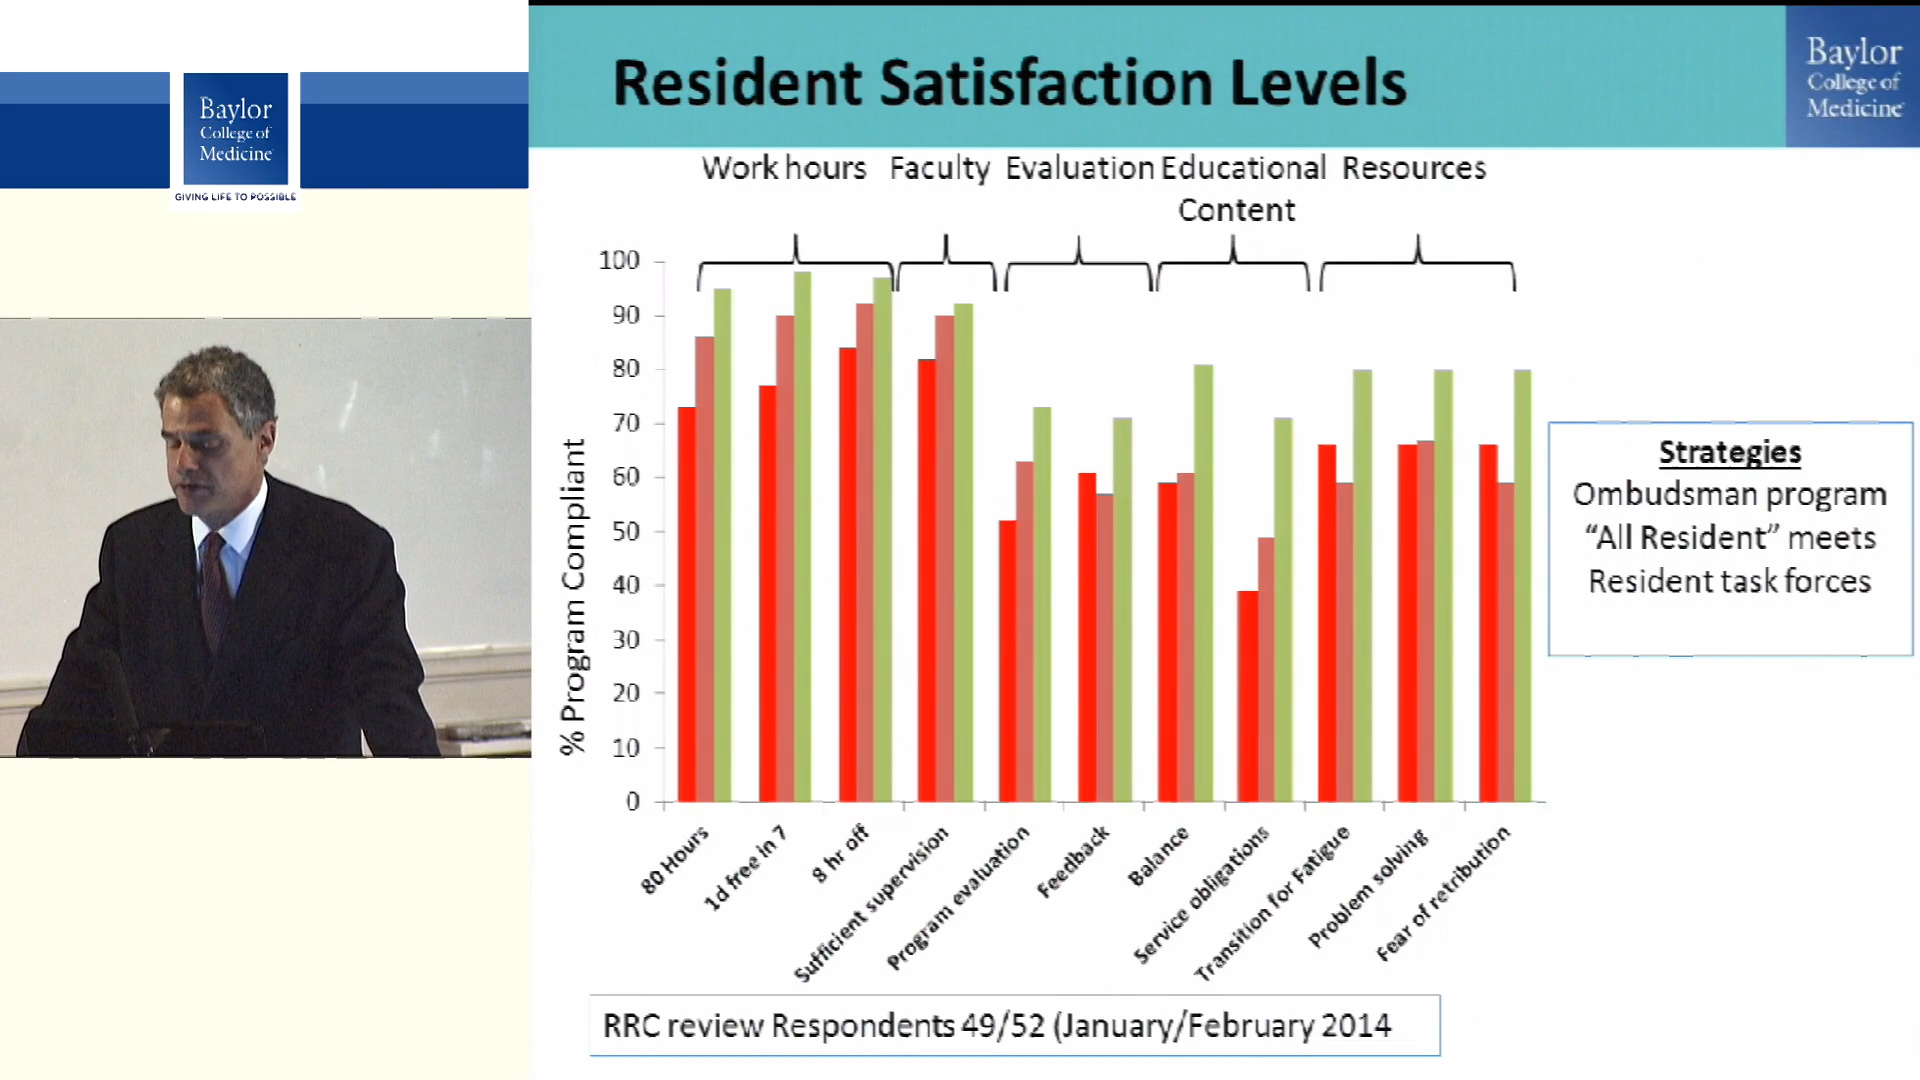 Baylor
College of
Medicine
GIVING LIFE TO POSSIBLE
Resident Satisfaction Levels
Baylor
College of
Medicine
Work hours Faculty Evaluation Educational Resources
Content
100
90
80
70
60
50
40
30
20
10
0
% Program Compliant
80 Hours
1d free in 7
8 hr off
Sufficient supervision
Program evaluation
Feedback
Balance
Service obligations
Transition for Fatigue
Problem solving
Fear of retribution
Strategies
Ombudsman program
“All Resident” meets
Resident task forces
RRC review Respondents 49/52 (January/February 2014